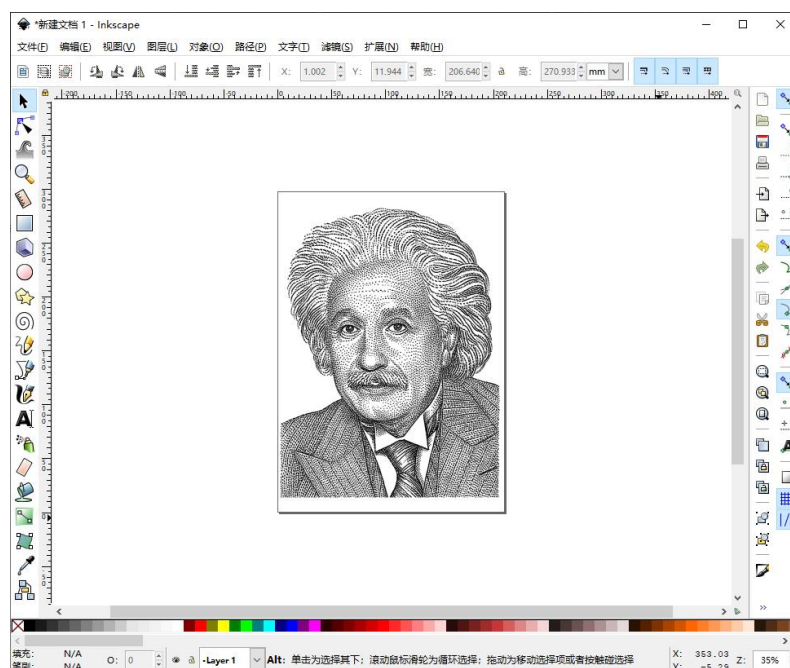 *新建文档 1 - Inkscape
文件(F) 编辑(E) 视图(V) 图层(L) 对象(O) 路径(P) 文字(T) 滤镜(S) 扩展(N) 帮助(H)
X: 1.002 Y: 11.944 宽: 206.640 高: 270.933 mm
填充: N/A O: 0 -Layer 1 Alt: 单击为选择其下；滚动鼠标滑轮为循环选择；拖动为移动选择项或者按触碰选择 X: 353.03 Z: 35%
笔刷: N/A Y: -5.29